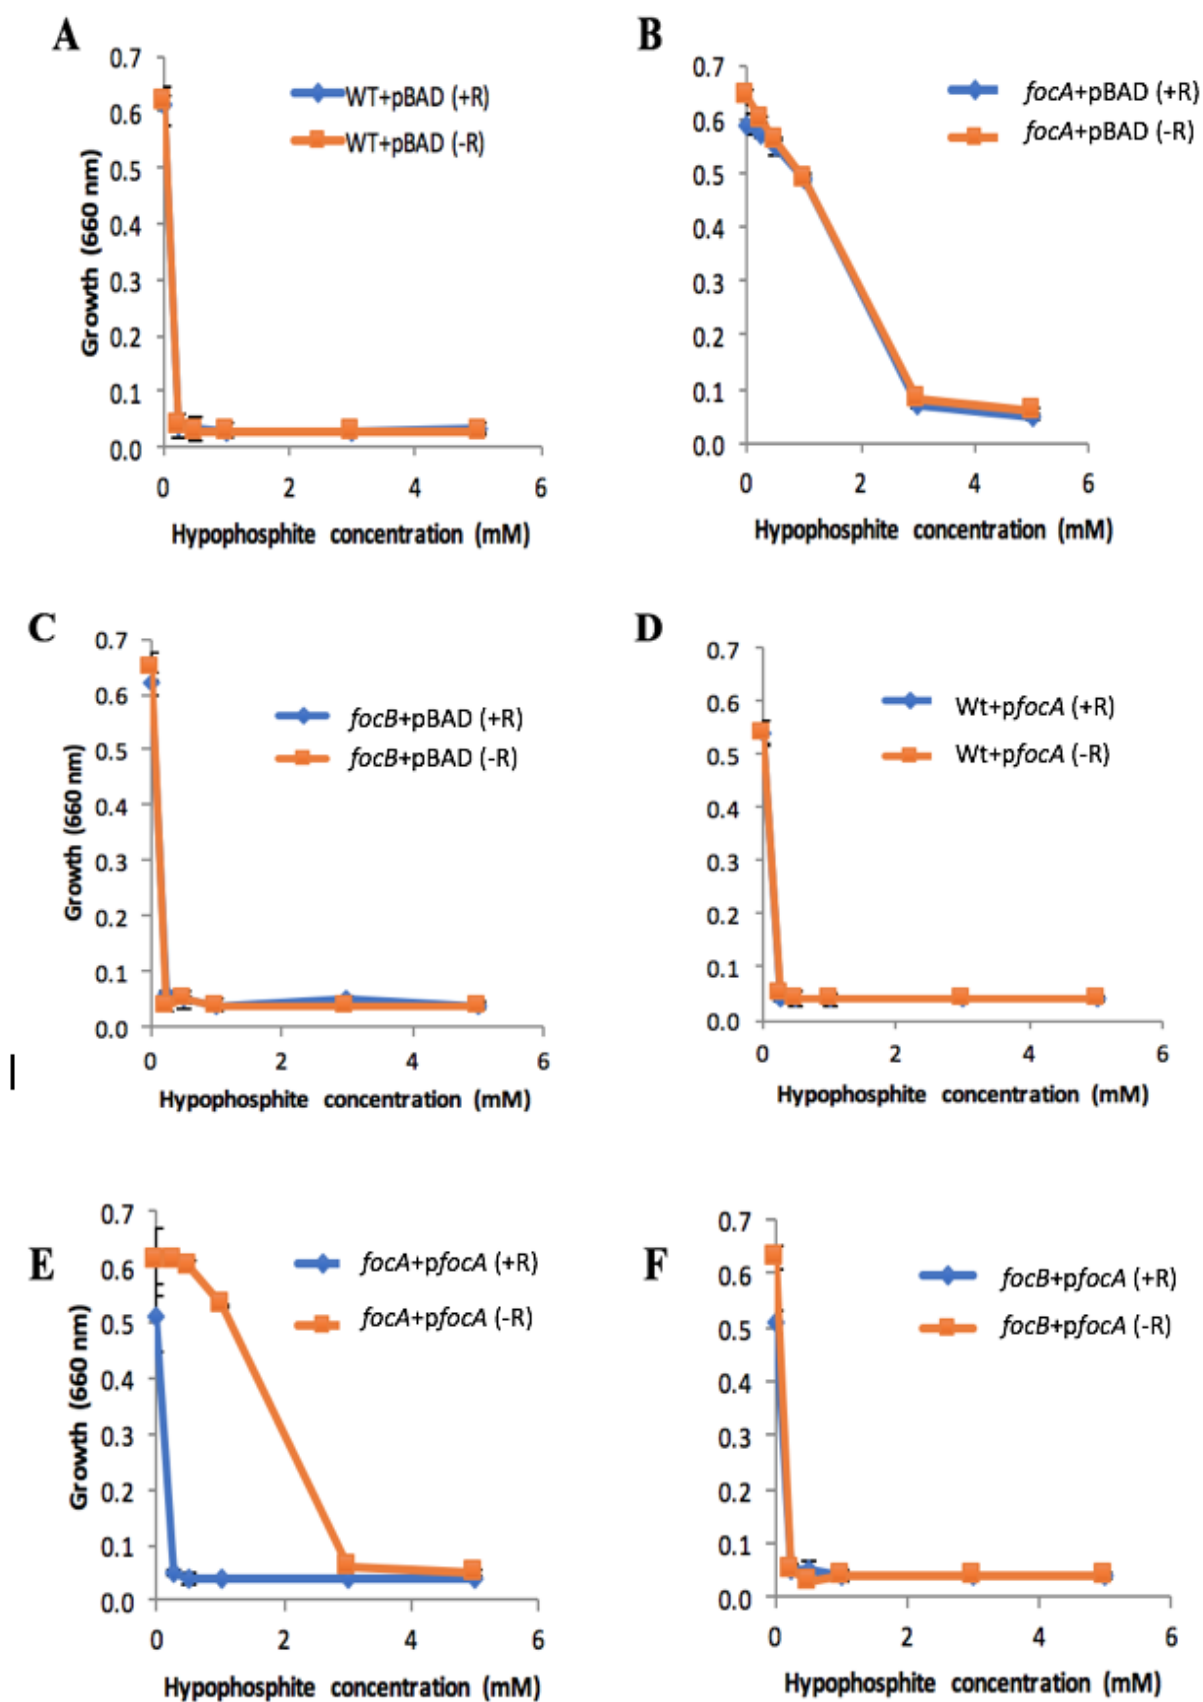 A
0.7
0.6
0.5
0.4
0.3
0.2
0.1
0.0
Growth (660 nm)
WT+pBAD (+R)
WT+pBAD (-R)
0 2 4 6
Hypophosphite concentration (mM)
B
0.7
0.6
0.5
0.4
0.3
0.2
0.1
0.0
focA+pBAD (+R)
focA+pBAD (-R)
0 2 4 6
Hypophosphite concentration (mM)
C
0.7
0.6
0.5
0.4
0.3
0.2
0.1
0.0
Growth (660 nm)
focB+pBAD (+R)
focB+pBAD (-R)
0 2 4 6
Hypophosphite concentration (mM)
D
0.7
0.6
0.5
0.4
0.3
0.2
0.1
0.0
Wt+pfocA (+R)
Wt+pfocA (-R)
0 2 4 6
Hypophosphite concentration (mM)
E
0.7
0.6
0.5
0.4
0.3
0.2
0.1
0.0
Growth (660 nm)
focA+pfocA (+R)
focA+pfocA (-R)
0 2 4 6
Hypophosphite concentration (mM)
F
0.7
0.6
0.5
0.4
0.3
0.2
0.1
0.0
focB+pfocA (+R)
focB+pfocA (-R)
0 2 4 6
Hypophosphite concentration (mM)